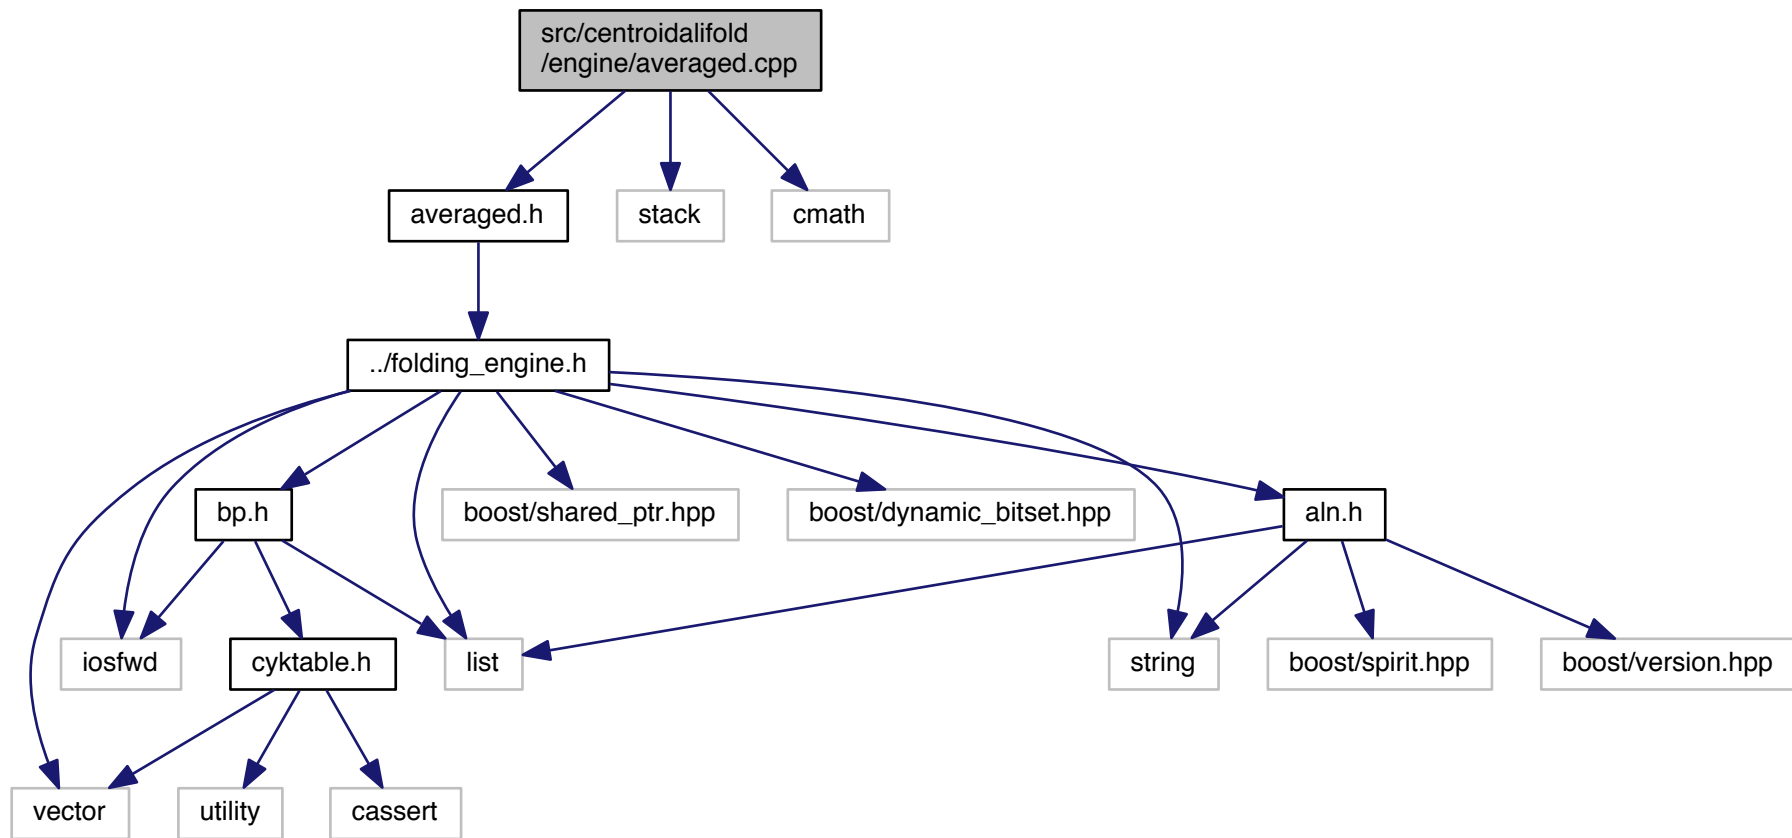 src/centroidalifold
/engine/averaged.cpp
averaged.h
stack
cmath
../folding_engine.h
bp.h
boost/shared_ptr.hpp
boost/dynamic_bitset.hpp
aln.h
iosfwd
cyktable.h
list
string
boost/spirit.hpp
boost/version.hpp
vector
utility
cassert